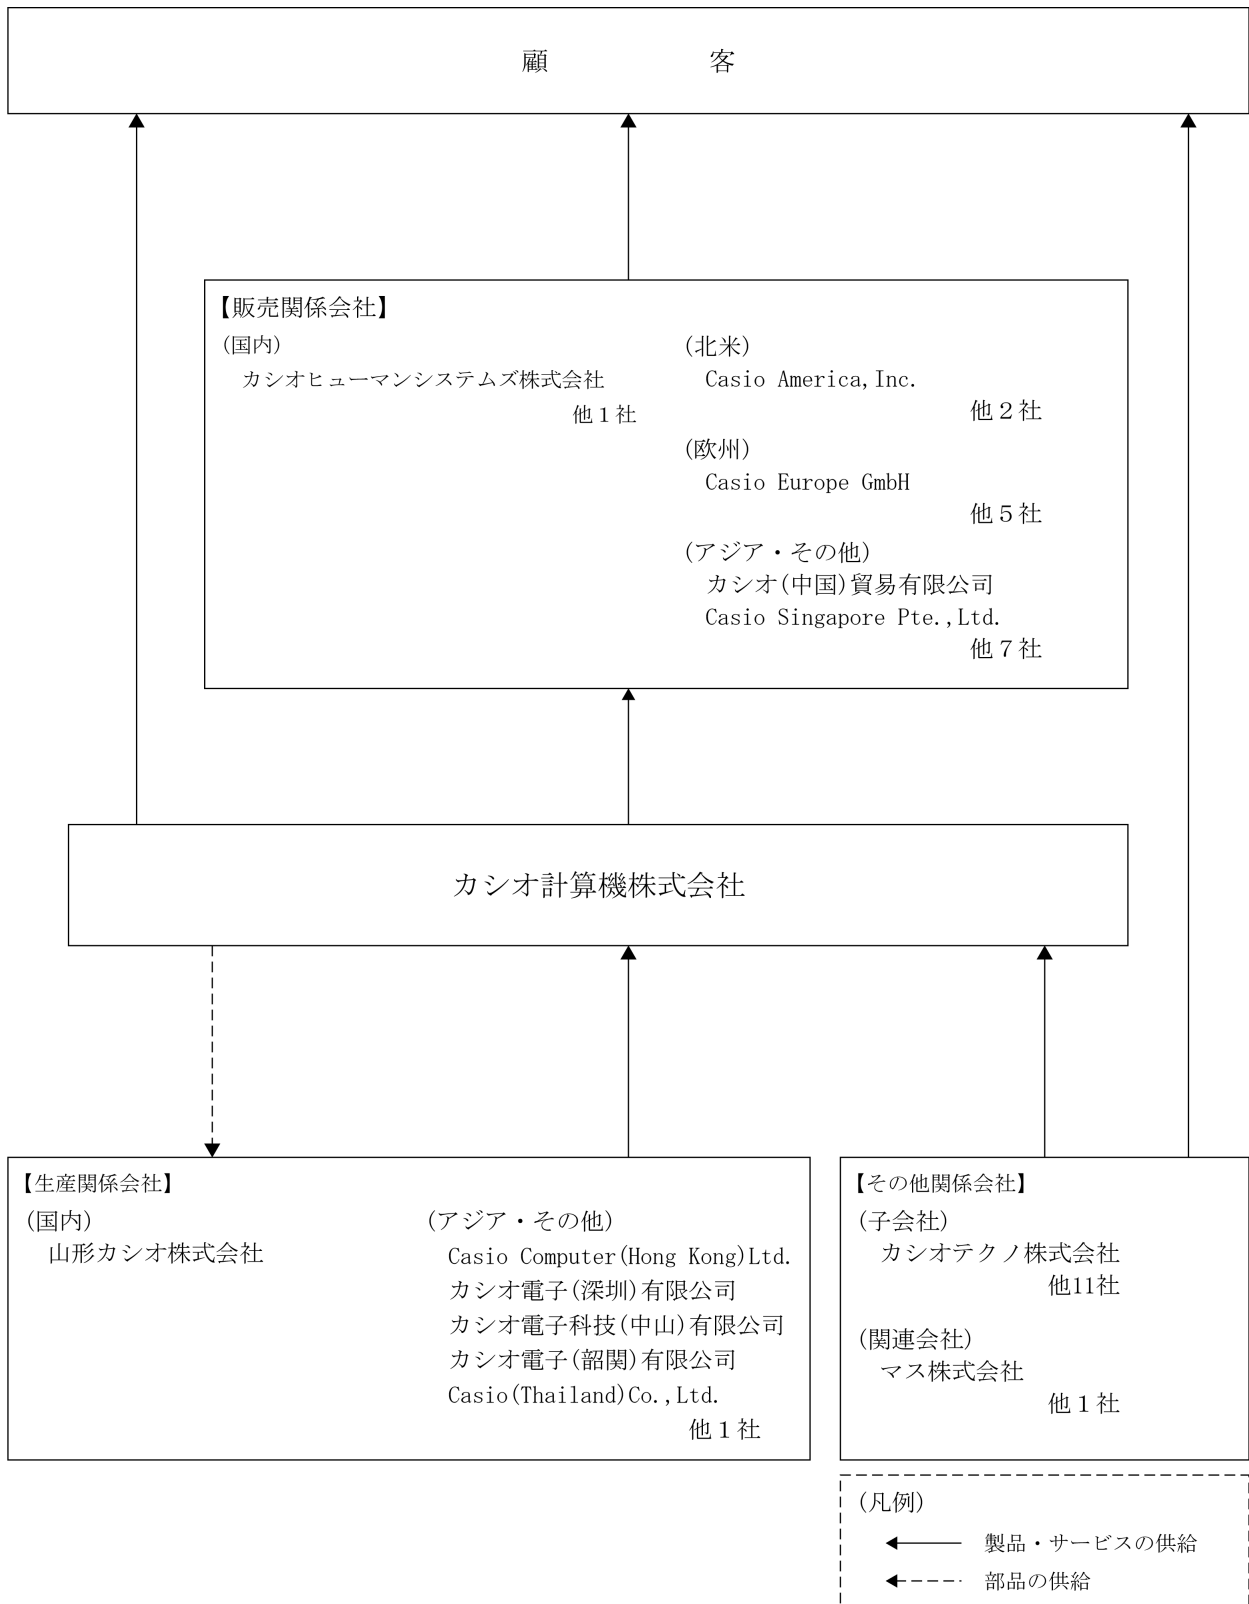 顧客
【販売関係会社】
(国内)
カシオヒューマンシステムズ株式会社
他１社
(北米)
Casio America,Inc.
他２社
(欧州)
Casio Europe GmbH
他５社
(アジア・その他)
カシオ(中国)貿易有限公司
Casio Singapore Pte.,Ltd.
他７社
カシオ計算機株式会社
【生産関係会社】
(国内)
山形カシオ株式会社
(アジア・その他)
Casio Computer(Hong Kong)Ltd.
カシオ電子(深圳)有限公司
カシオ電子科技(中山)有限公司
カシオ電子(韶関)有限公司
Casio(Thailand)Co.,Ltd.
他１社
【その他関係会社】
(子会社)
カシオテクノ株式会社
他11社
(関連会社)
マス株式会社
他１社
(凡例)
製品・サービスの供給
部品の供給